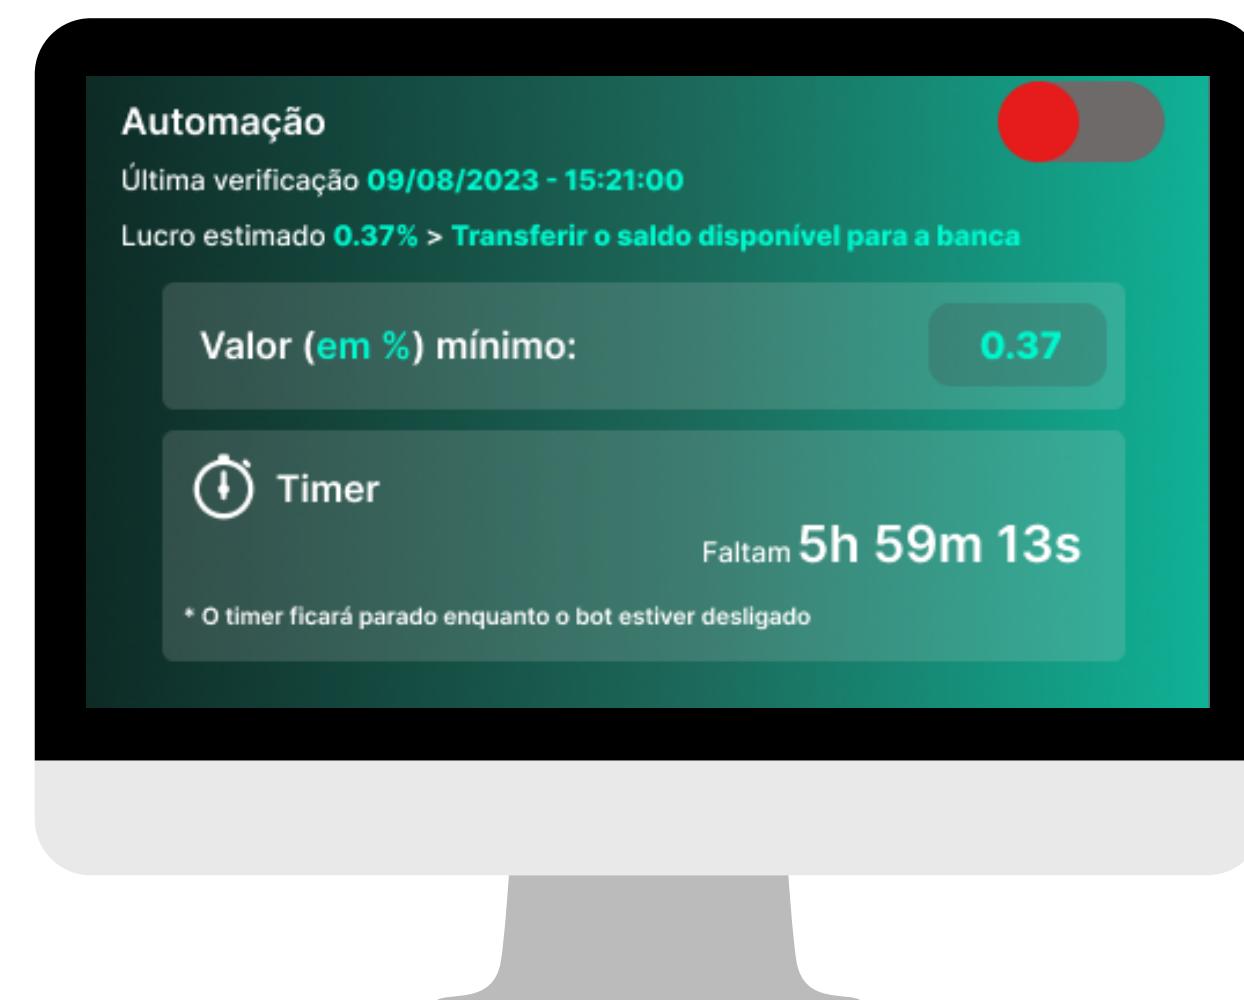 Automação
Última verificação 09/08/2023 - 15:21:00
Lucro estimado 0.37% > Transferir o saldo disponível para a banca
Valor (em %) mínimo: 0.37
Timer
Faltam 5h 59m 13s
* O timer ficará parado enquanto o bot estiver desligado